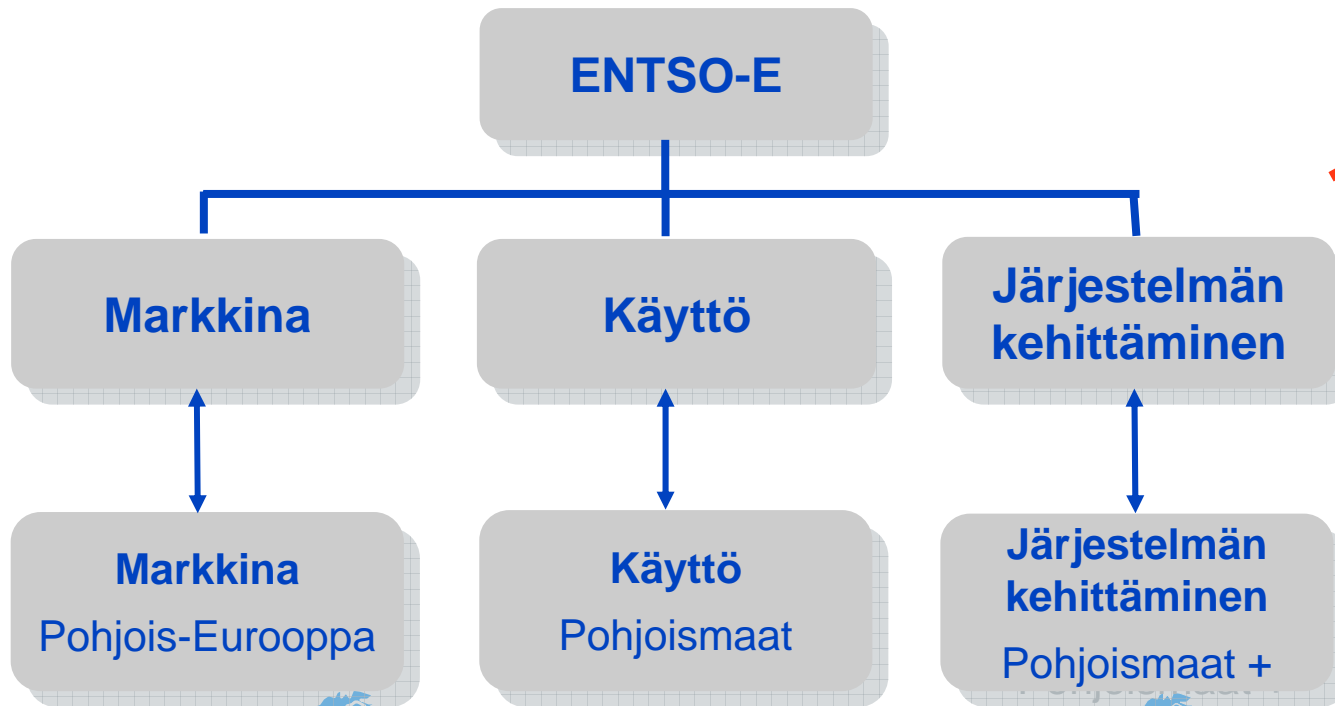 ENTSO-E
Markkina
Käyttö
Järjestelmän
kehittäminen
Markkina
Pohjois-Eurooppa
Käyttö
Pohjoismaat
Järjestelmän
kehittäminen
Pohjoismaat +